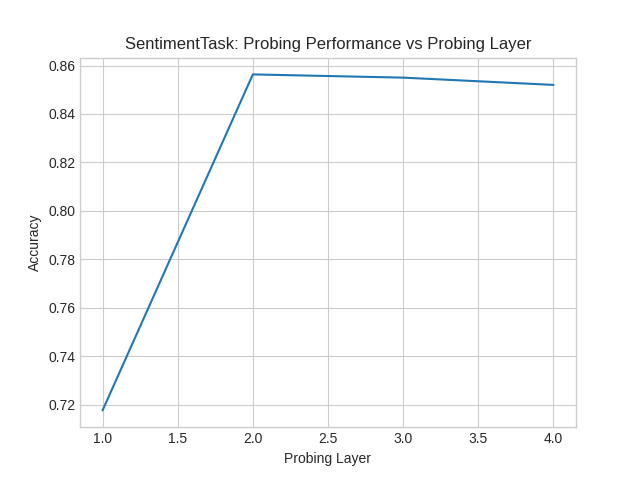 SentimentTask: Probing Performance vs Probing Layer
0.86
0.84
0.82
0.80
0.78
0.76
0.74
0.72
Accuracy
1.0 1.5 2.0 2.5 3.0 3.5 4.0
Probing Layer